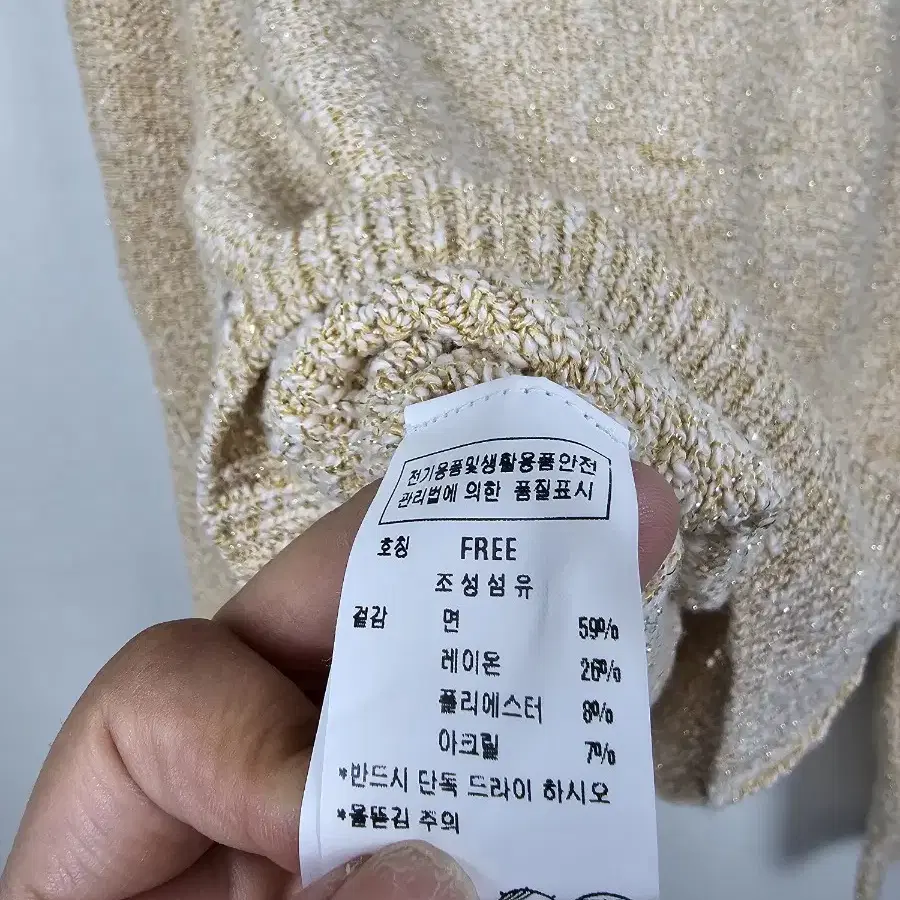 전기용품및생활용품안전
관리법에 의한 품질표시
호칭 FREE
조성섬유
겉감 면 59%
레이온 26%
폴리에스터 8%
아크릴 7%
*반드시 단독 드라이 하시오
*올뜯김 주의